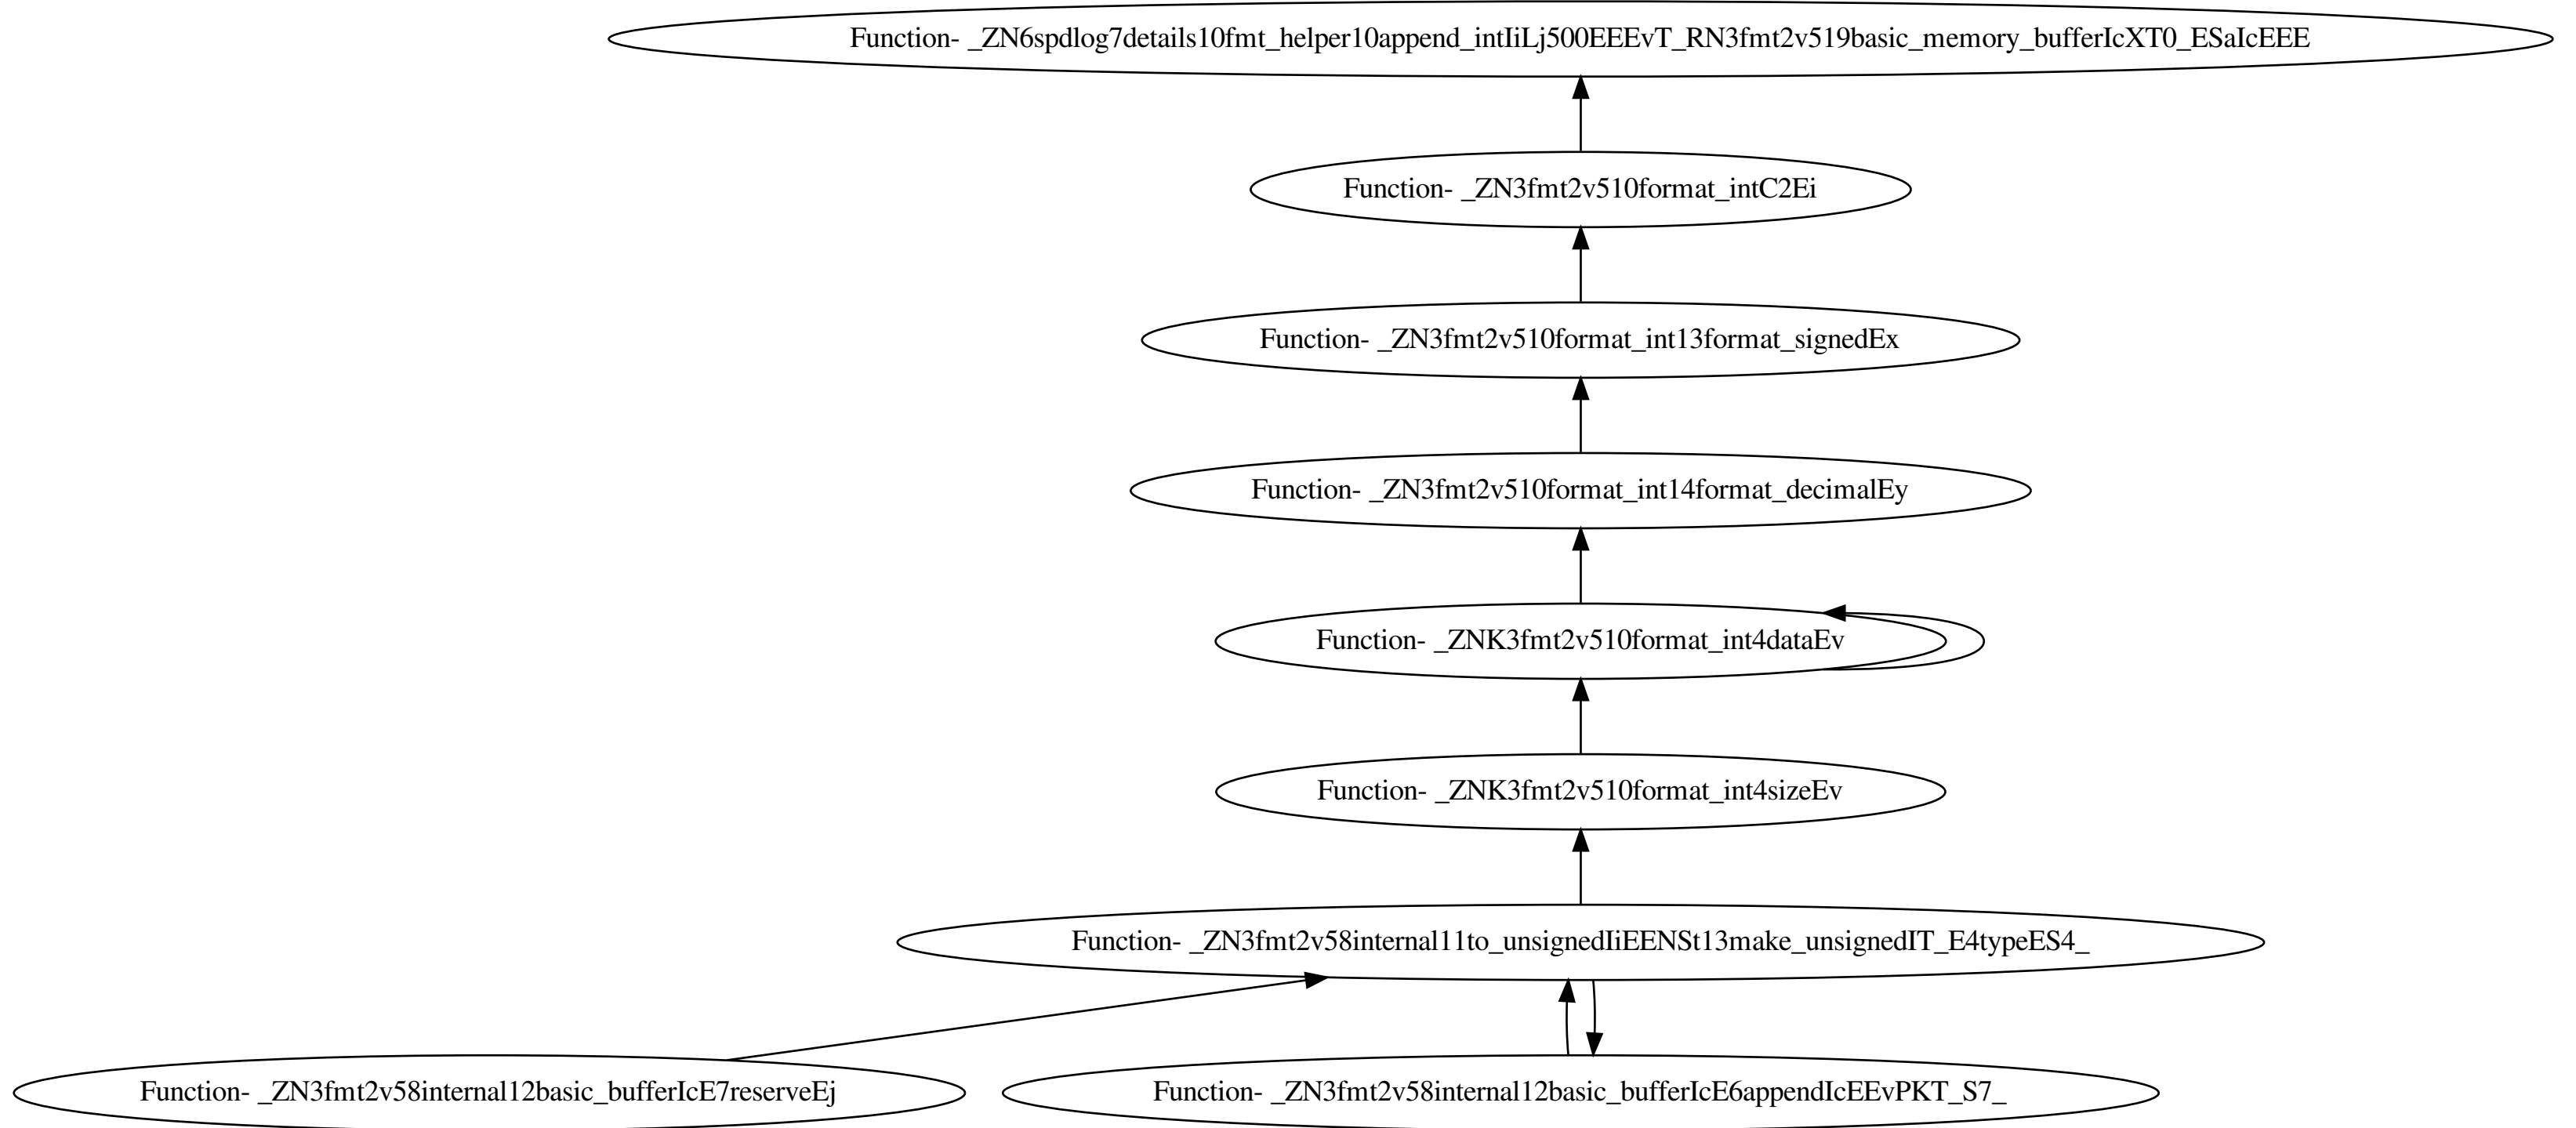 Function- _ZN6spdlog7details10fmt_helper10append_intIiLj500EEEvT_RN3fmt2v519basic_memory_bufferIcXT0_ESaIcEEE
Function- _ZN3fmt2v510format_intC2Ei
Function- _ZN3fmt2v510format_int13format_signedEx
Function- _ZN3fmt2v510format_int14format_decimalEy
Function- _ZNK3fmt2v510format_int4dataEv
Function- _ZNK3fmt2v510format_int4sizeEv
Function- _ZN3fmt2v58internal11to_unsignedIiEENSt13make_unsignedIT_E4typeES4_
Function- _ZN3fmt2v58internal12basic_bufferIcE7reserveEj
Function- _ZN3fmt2v58internal12basic_bufferIcE6appendIcEEvPKT_S7_